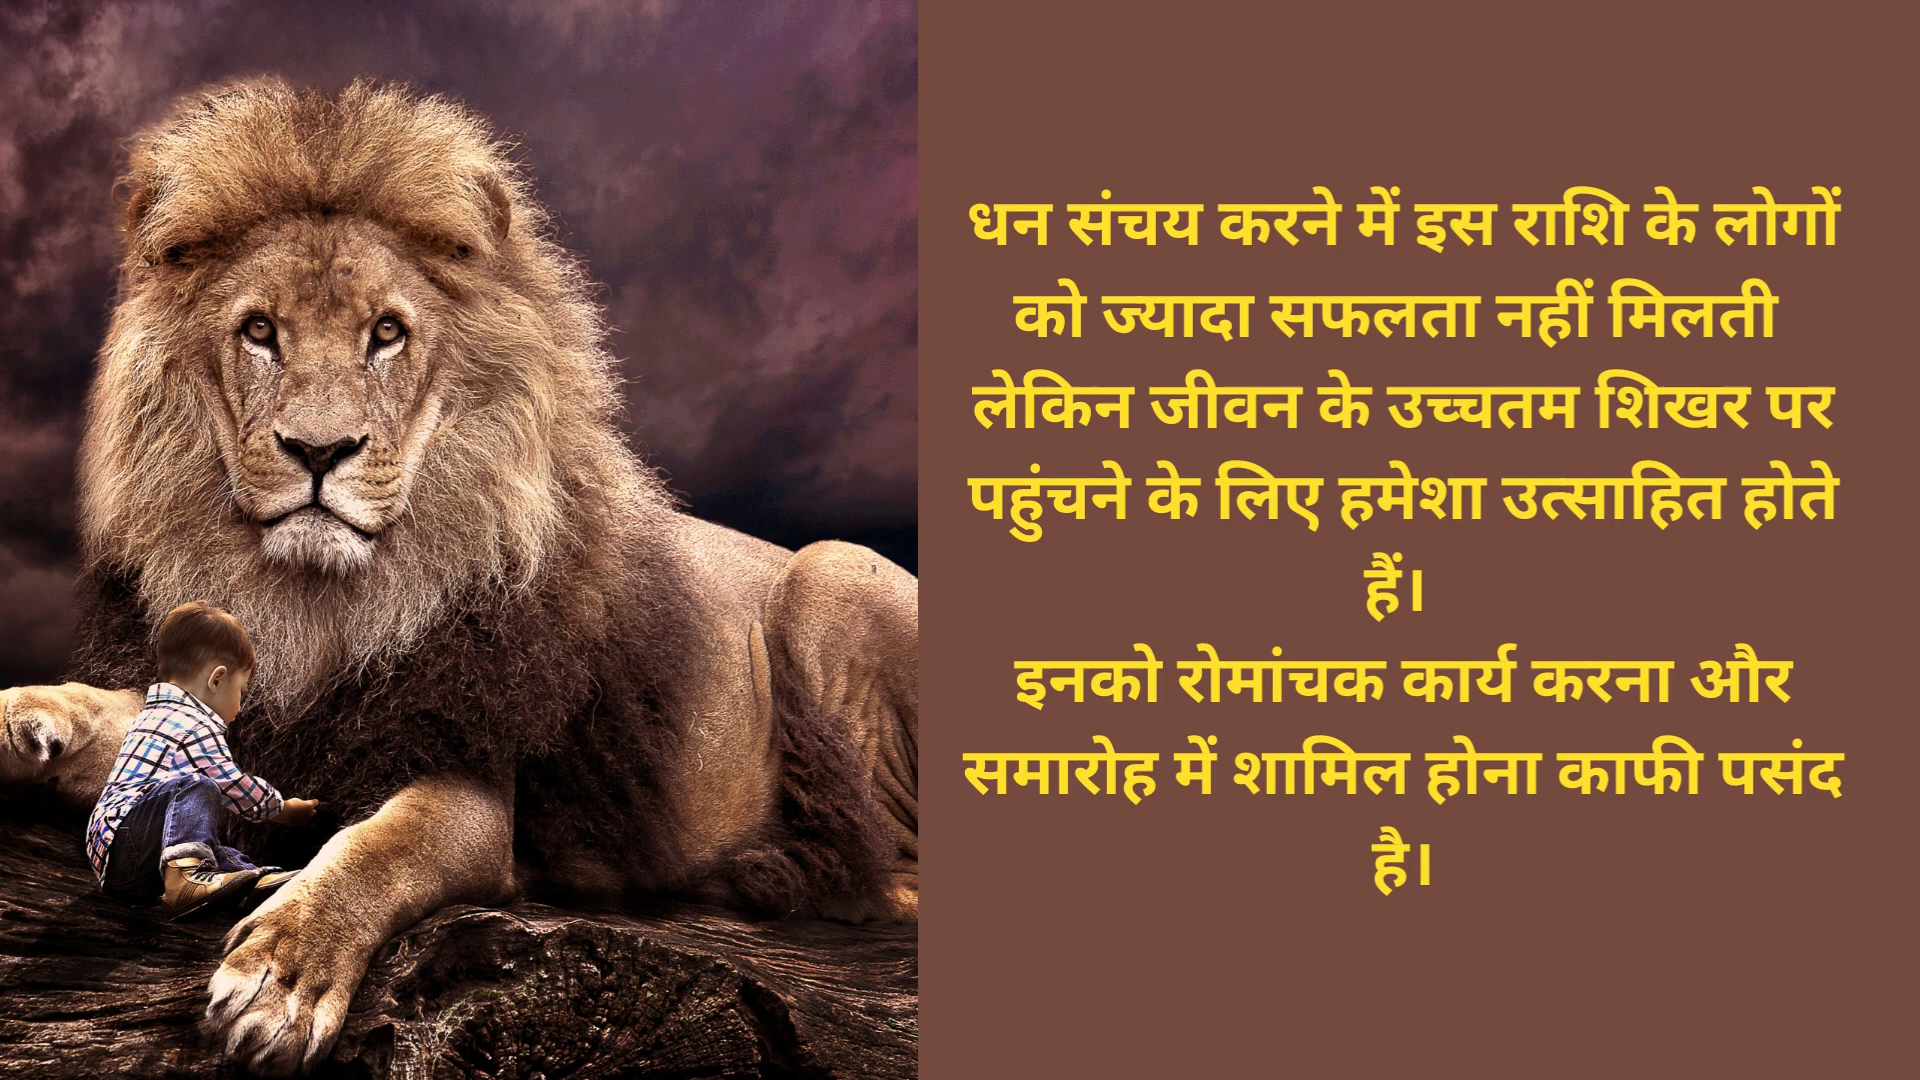 धन संचय करने में इस राशि के लोगों
को ज्यादा सफलता नहीं मिलती
लेकिन जीवन के उच्चतम शिखर पर
पहुंचने के लिए हमेशा उत्साहित होते
हैं।
इनको रोमांचक कार्य करना और
समारोह में शामिल होना काफी पसंद
है।